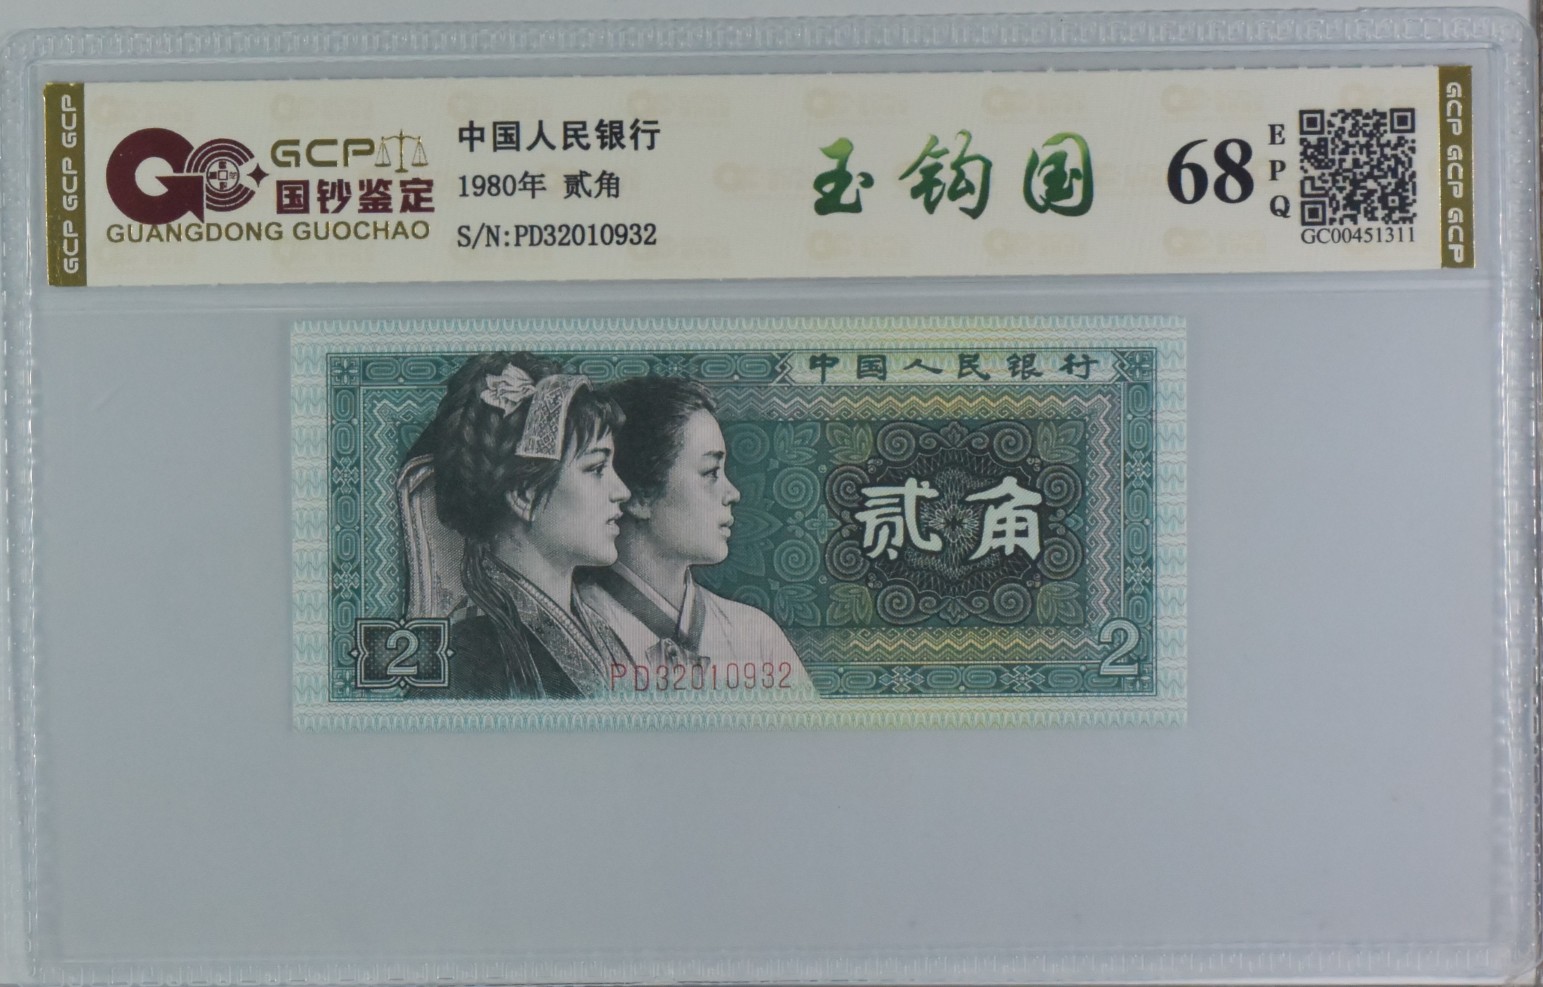 GCP GCP GCP
GCP
国钞鉴定
GUANGDONG GUOCHAO
中国人民银行
1980年 贰角
S/N:PD32010932
玉钩国
68
EPQ
GC00451311
GCP GCP GCP GCP
中国人民银行
贰角
2
2
PD32010932